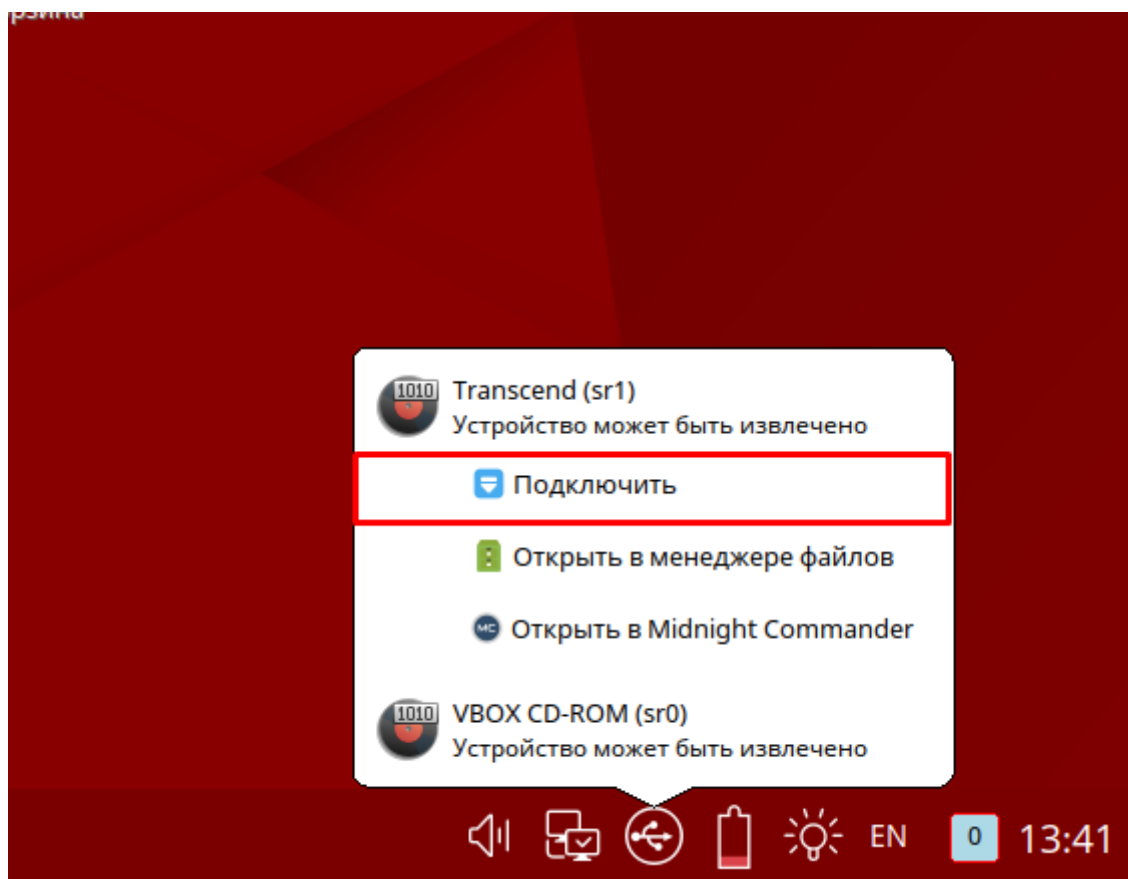 Transcend (sr1)
Устройство может быть извлечено
Подключить
Открыть в менеджере файлов
Открыть в Midnight Commander
VBOX CD-ROM (sr0)
Устройство может быть извлечено
EN
0
13:41